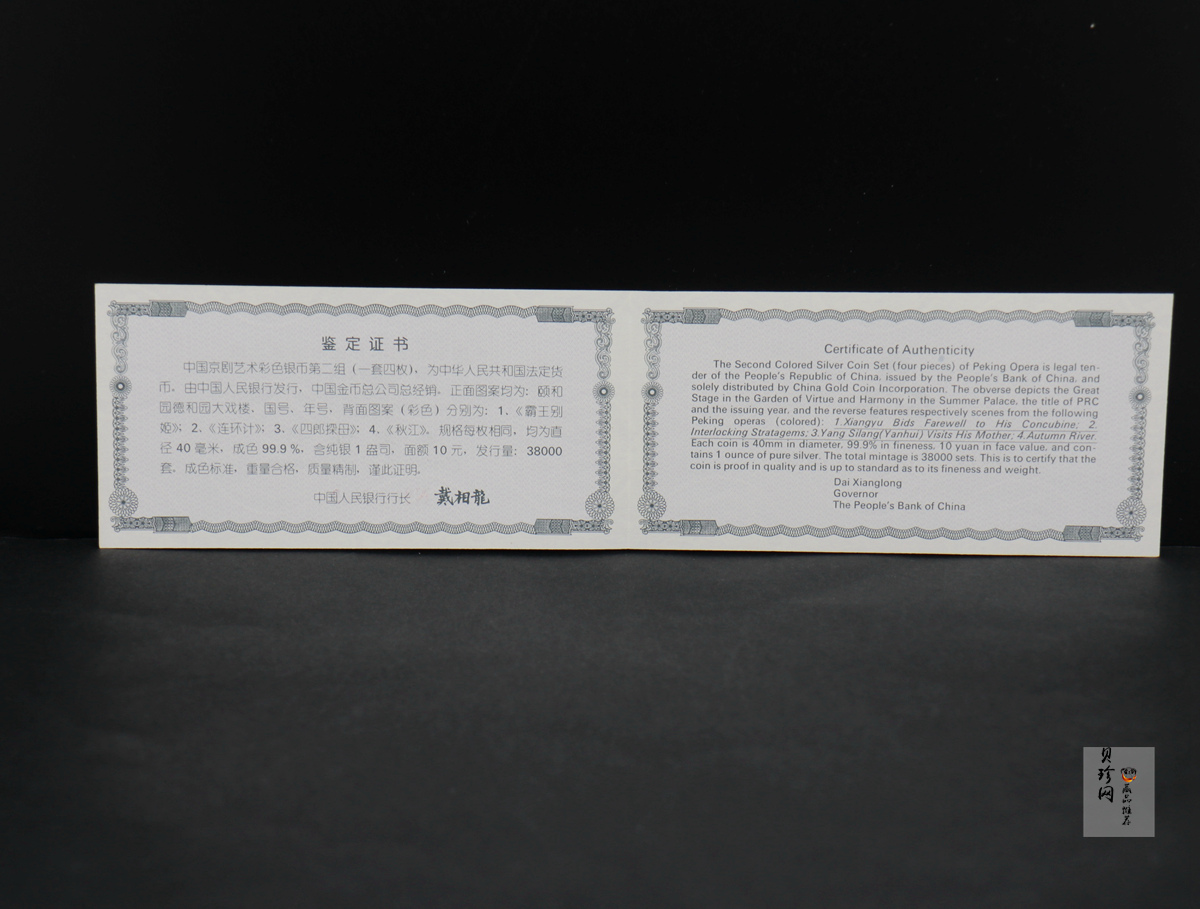 鉴定证书
中国京剧艺术彩色银币第二组（一套四枚），为中华人民共和国法定货
币。由中国人民银行发行，中国金币总公司总经销。正面图案均为：颐和
园德和园大戏楼、国号、年号，背面图案（彩色）分别为：1、《霸王别
姬》；2、《连环计》；3、《四郎探母》；4、《秋江》。规格每枚相同，均为直
径 40 毫米，成色 99.9 %，含纯银 1 盎司，面额 10 元，发行量：38000
套。成色标准，重量合格，质量精制，谨此证明。
中国人民银行行长 戴相龍
Certificate of Authenticity
The Second Colored Silver Coin Set (four pieces) of Peking Opera is legal ten-
der of the People's Republic of China, issued by the People's Bank of China, and
solely distributed by China Gold Coin Incorporation. The obverse depicts the Great
Stage in the Garden of Virtue and Harmony in the Summer Palace, the title of PRC
and the issuing year, and the reverse features respectively scenes from the following
Peking operas (colored): 1.Xiangyu Bids Farewell to His Concubine; 2.
Interlocking Stratagems; 3.Yang Silang(Yanhui) Visits His Mother; 4.Autumn River.
Each coin is 40mm in diameter, 99.9% in fineness, 10 yuan in face value, and con-
tains 1 ounce of pure silver. The total mintage is 38000 sets. This is to certify that the
coin is proof in quality and is up to standard as to its fineness and weight.
Dai Xianglong
Governor
The People's Bank of China
贝珍网
藏品推荐